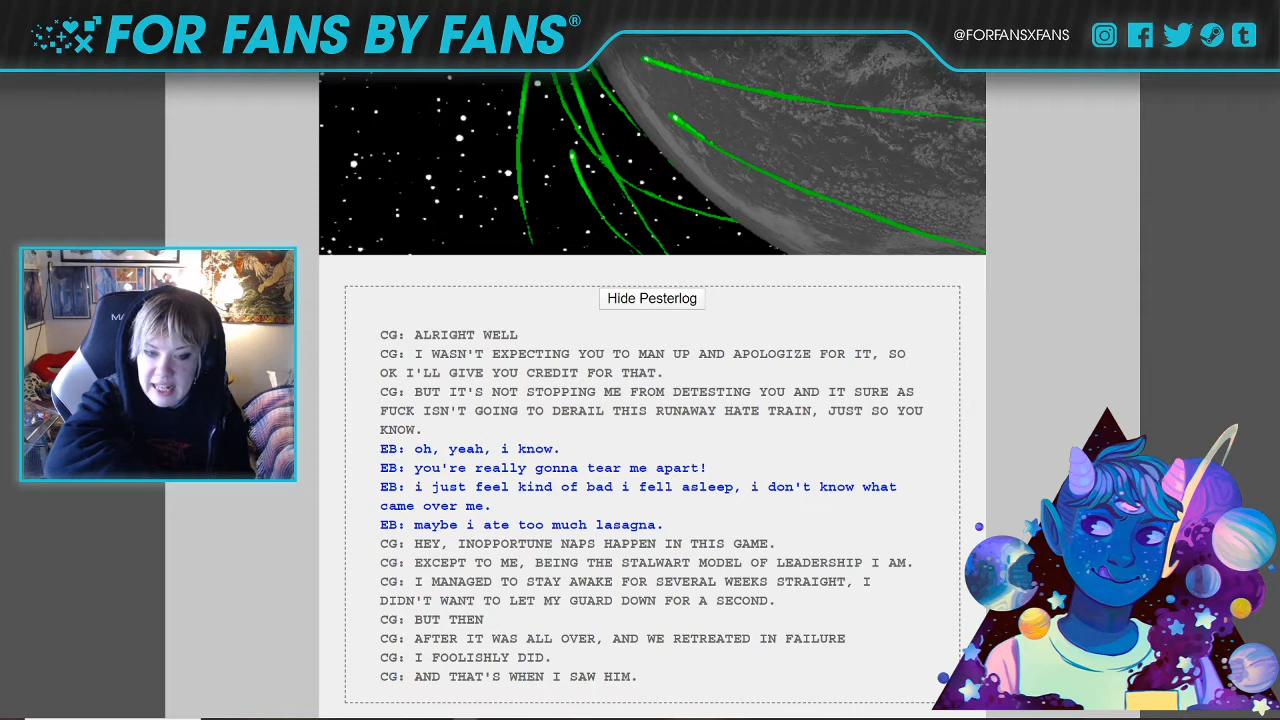 FOR FANS BY FANS®
@FORFANSXFANS
Hide Pesterlog
CG: ALRIGHT WELL
CG: I WASN'T EXPECTING YOU TO MAN UP AND APOLOGIZE FOR IT, SO
OK I'LL GIVE YOU CREDIT FOR THAT.
CG: BUT IT'S NOT STOPPING ME FROM DETESTING YOU AND IT SURE AS
FUCK ISN'T GOING TO DERAIL THIS RUNAWAY HATE TRAIN, JUST SO YOU
KNOW.
EB: oh, yeah, i know.
EB: you're really gonna tear me apart!
EB: i just feel kind of bad i fell asleep, i don't know what
came over me.
EB: maybe i ate too much lasagna.
CG: HEY, INOPPORTUNE NAPS HAPPEN IN THIS GAME.
CG: EXCEPT TO ME, BEING THE STALWART MODEL OF LEADERSHIP I AM.
CG: I MANAGED TO STAY AWAKE FOR SEVERAL WEEKS STRAIGHT, I
DIDN'T WANT TO LET MY GUARD DOWN FOR A SECOND.
CG: BUT THEN
CG: AFTER IT WAS ALL OVER, AND WE RETREATED IN FAILURE
CG: I FOOLISHLY DID.
CG: AND THAT'S WHEN I SAW HIM.